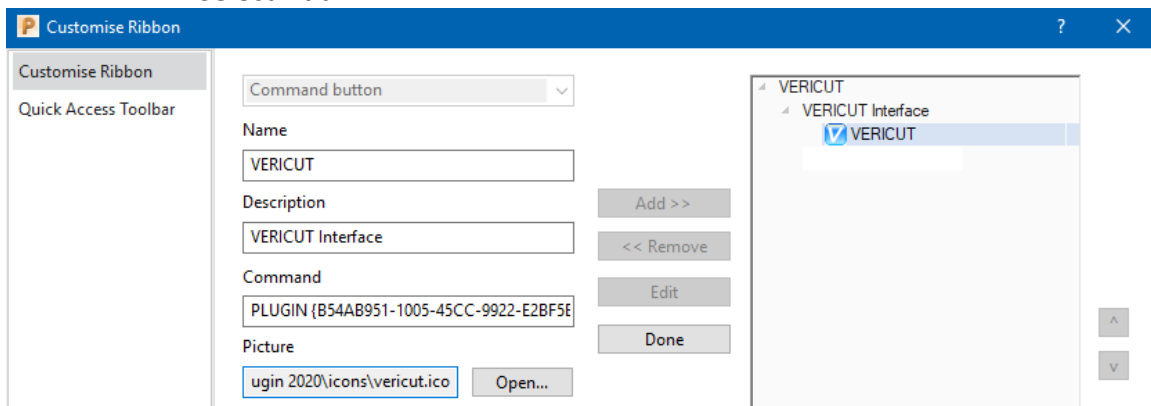 Customise Ribbon
?
Customise Ribbon
Quick Access Toolbar
Command button
Name
VERICUT
Description
VERICUT Interface
Command
PLUGIN {B54AB951-1005-45CC-9922-E2BF5E
Picture
ugin 2020\icons\vericut.ico
Open...
Add >>
<< Remove
Edit
Done
VERICUT
VERICUT Interface
VERICUT